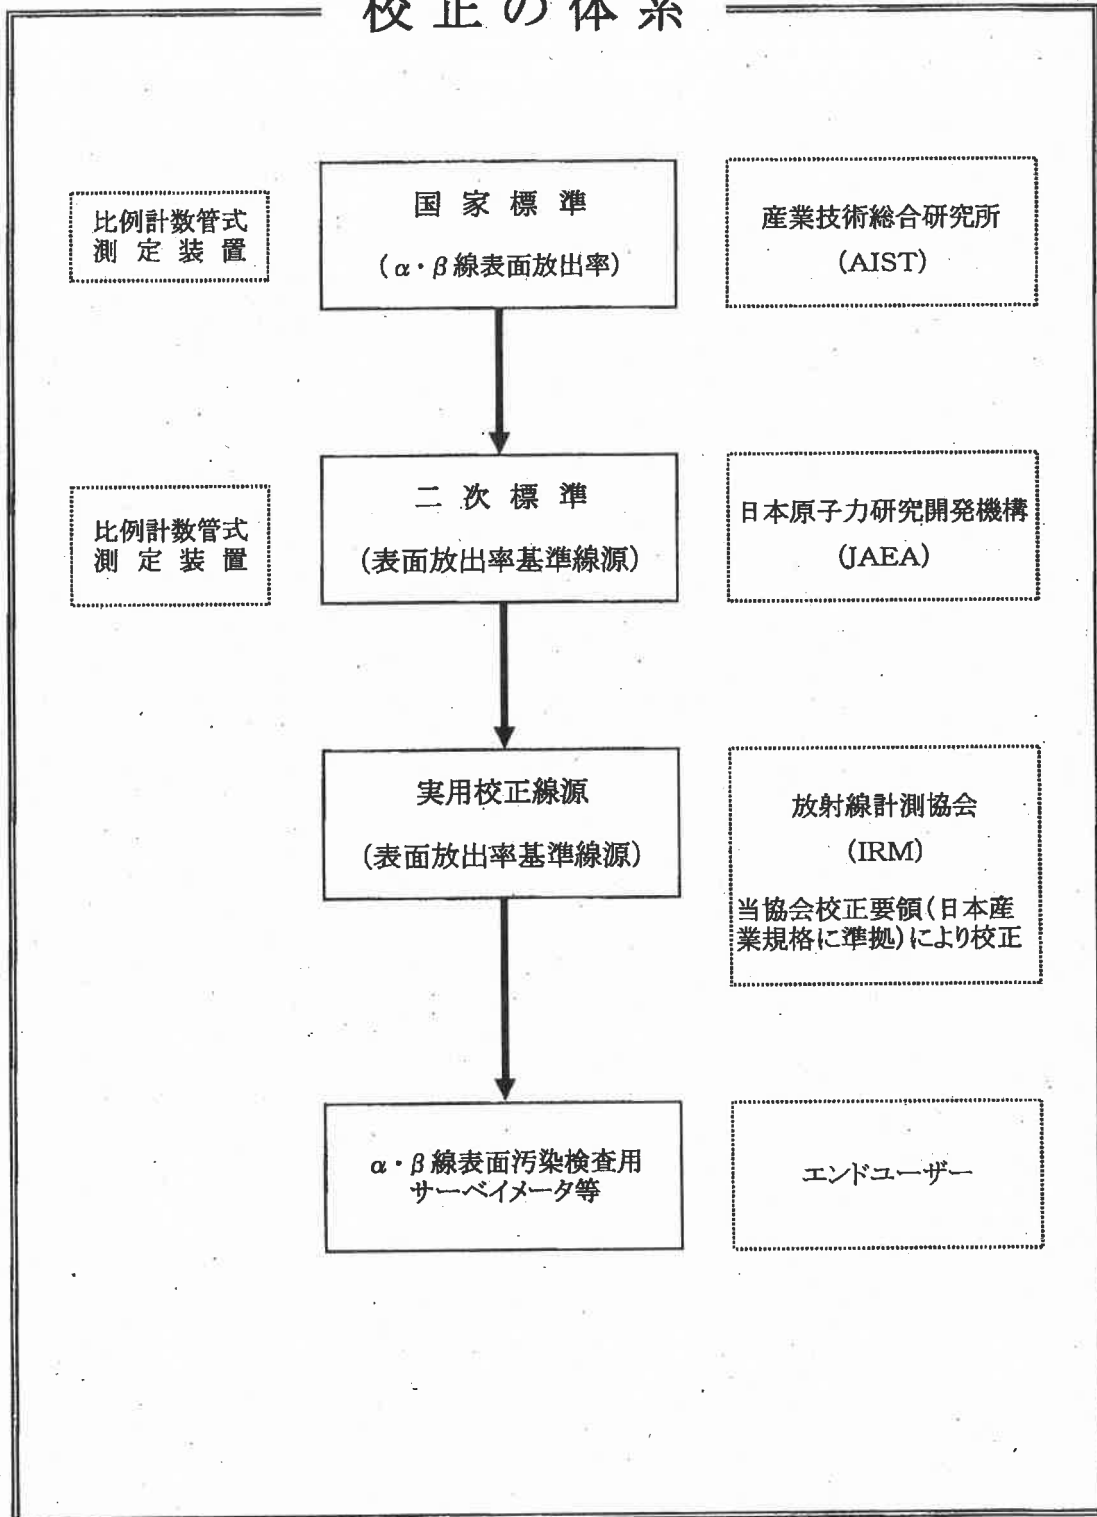 校正の体系
比例計数管式
測定装置
国家標準
(α・β線表面放出率)
産業技術総合研究所
(AIST)
比例計数管式
測定装置
二次標準
(表面放出率基準線源)
日本原子力研究開発機構
(JAEA)
実用校正線源
(表面放出率基準線源)
放射線計測協会
(IRM)
当協会校正要領(日本産
業規格に準拠)により校正
α・β線表面汚染検査用
サーベイメータ等
エンドユーザー